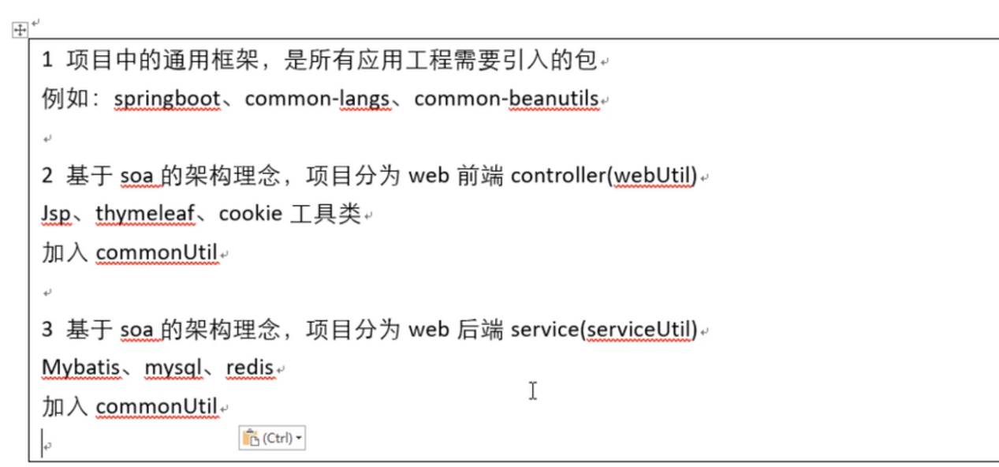 1 项目中的通用框架，是所有应用工程需要引入的包
例如：springboot、common-langs、common-beanutils
2 基于 soa 的架构理念，项目分为 web 前端 controller(webUtil)
Jsp、thymeleaf、cookie 工具类
加入 commonUtil
3 基于 soa 的架构理念，项目分为 web 后端 service(serviceUtil)
Mybatis、mysql、redis
加入 commonUtil
(Ctrl)